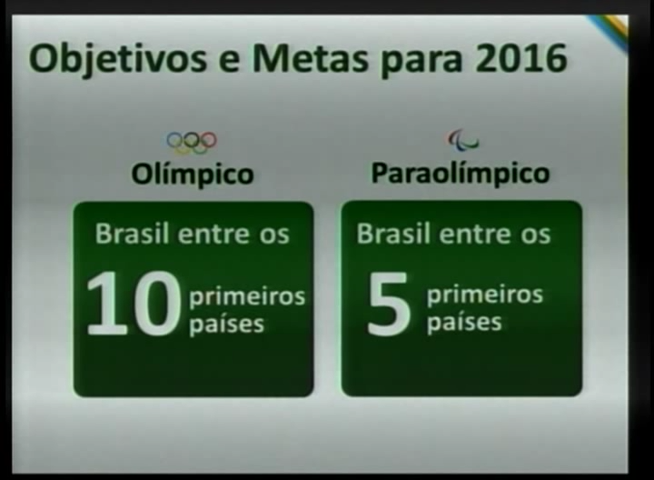 Objetivos e Metas para 2016
Olímpico
Paraolímpico
Brasil entre os
10 primeiros
países
Brasil entre os
5 primeiros
países